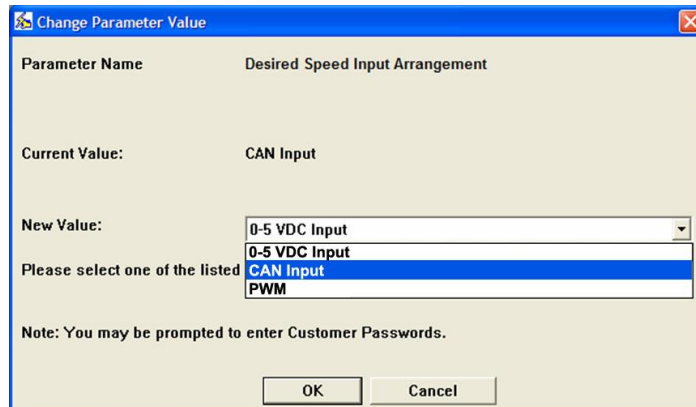 Change Parameter Value
Parameter Name Desired Speed Input Arrangement
Current Value: CAN Input
New Value: 0-5 VDC Input
0-5 VDC Input
Please select one of the listed CAN Input
PWM
Note: You may be prompted to enter Customer Passwords.
OK Cancel